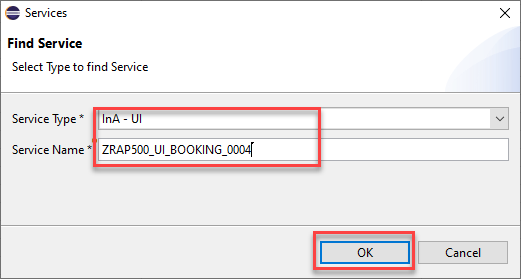 Services
Find Service
Select Type to find Service
Service Type * InA - UI
Service Name * ZRAP500_UI_BOOKING_0004
OK Cancel